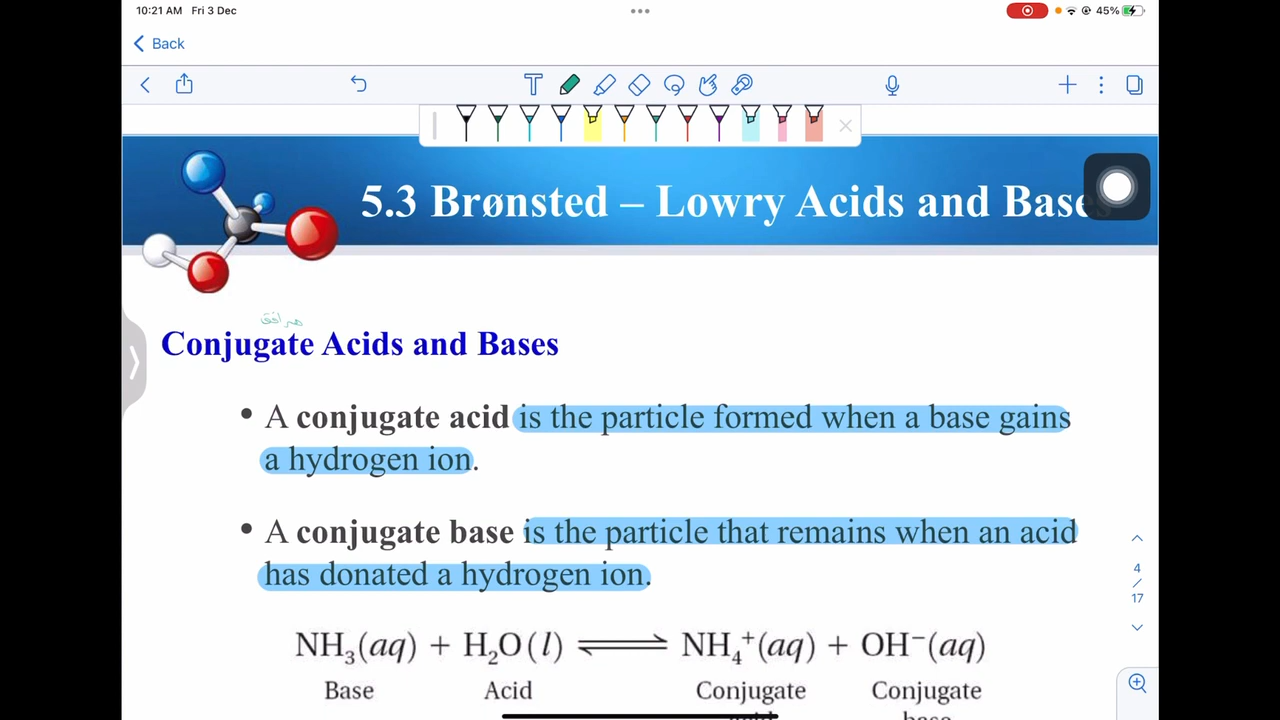 10:21 AM Fri 3 Dec
45%
Back
5.3 Brønsted – Lowry Acids and Bases
مرافق
Conjugate Acids and Bases
• A conjugate acid is the particle formed when a base gains
a hydrogen ion.
• A conjugate base is the particle that remains when an acid
has donated a hydrogen ion.
4
/
17
NH₃(aq) + H₂O(l) ⇌ NH₄⁺(aq) + OH⁻(aq)
Base Acid Conjugate Conjugate
acid base